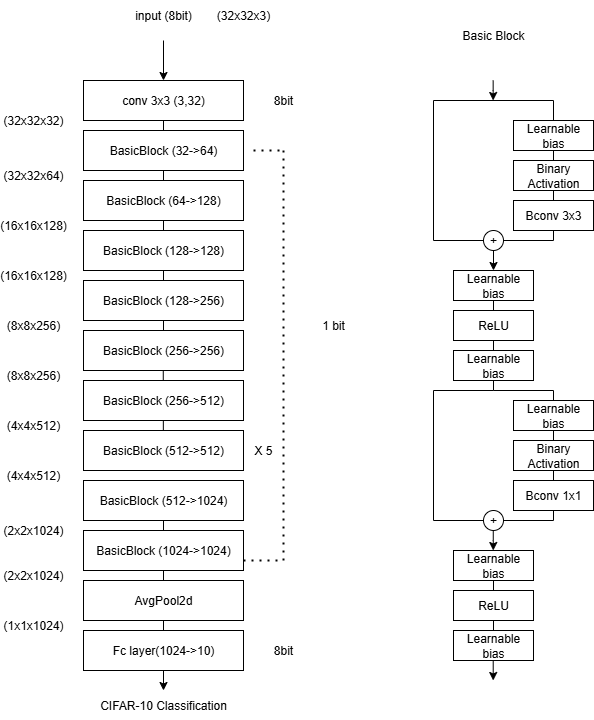 input (8bit) (32x32x3)
conv 3x3 (3,32) 8bit
(32x32x32)
BasicBlock (32->64)
(32x32x64)
BasicBlock (64->128)
(16x16x128)
BasicBlock (128->128)
(16x16x128)
BasicBlock (128->256)
(8x8x256)
1 bit
BasicBlock (256->256)
(8x8x256)
BasicBlock (256->512)
(4x4x512)
BasicBlock (512->512) X 5
(4x4x512)
BasicBlock (512->1024)
(2x2x1024)
BasicBlock (1024->1024)
(2x2x1024)
AvgPool2d
(1x1x1024)
Fc layer(1024->10) 8bit
CIFAR-10 Classification
Basic Block
Learnable
bias
Binary
Activation
Bconv 3x3
+
Learnable
bias
ReLU
Learnable
bias
Learnable
bias
Binary
Activation
Bconv 1x1
+
Learnable
bias
ReLU
Learnable
bias